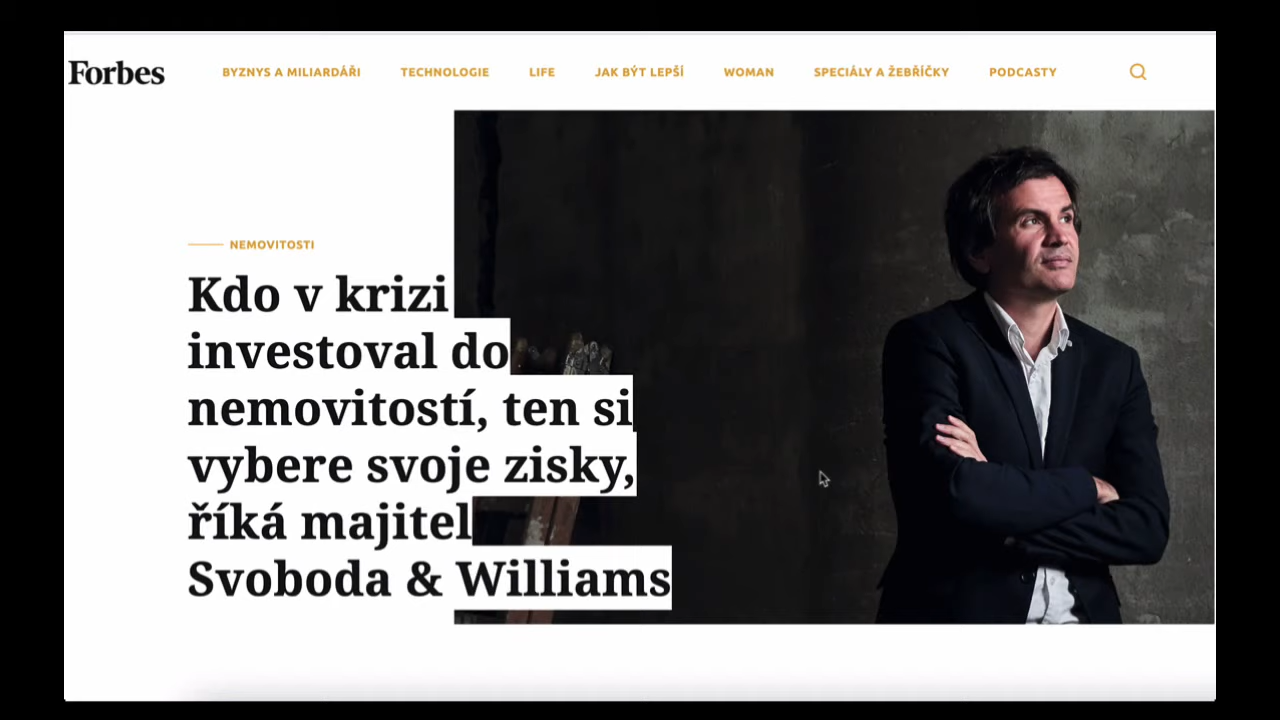 Forbes
BYZNYS A MILIARDÁŘI
TECHNOLOGIE
LIFE
JAK BÝT LEPŠÍ
WOMAN
SPECIÁLY A ŽEBŘÍČKY
PODCASTY
NEMOVITOSTI
Kdo v krizi
investoval do
nemovitostí, ten si
vybere svoje zisky,
říká majitel
Svoboda & Williams